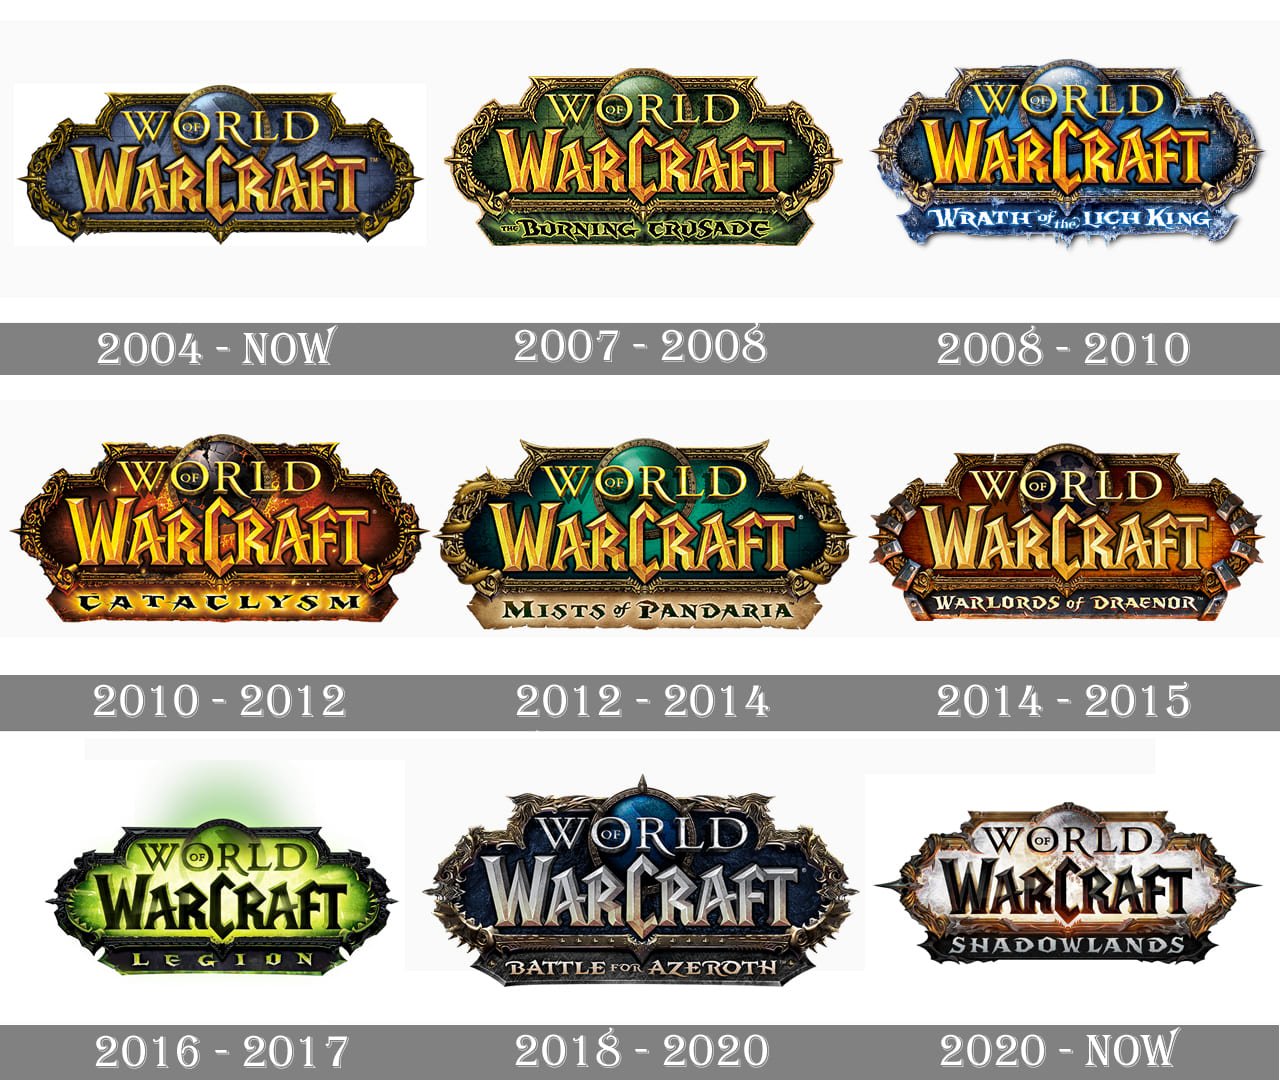 WORLD
OF
WARCRAFT™
WORLD
OF
WARCRAFT
THE BURNING CRUSADE
WORLD
OF
WARCRAFT
WRATH of the LICH KING
2004 - NOW
2007 - 2008
2008 - 2010
WORLD
OF
WARCRAFT
CATACLYSM
WORLD
OF
WARCRAFT
MISTS of PANDARIA
WORLD
OF
WARCRAFT
WARLORDS of DRAENOR™
2010 - 2012
2012 - 2014
2014 - 2015
WORLD
OF
WARCRAFT
LEGION
WORLD
OF
WARCRAFT
BATTLE FOR AZEROTH™
WORLD
OF
WARCRAFT
SHADOWLANDS
2016 - 2017
2018 - 2020
2020 - NOW